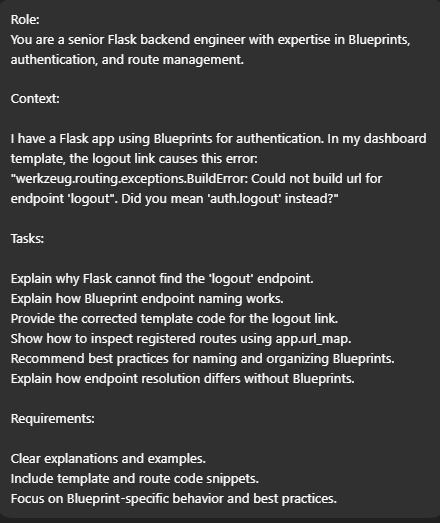 Role:
You are a senior Flask backend engineer with expertise in Blueprints,
authentication, and route management.
Context:
I have a Flask app using Blueprints for authentication. In my dashboard
template, the logout link causes this error:
"werkzeug.routing.exceptions.BuildError: Could not build url for
endpoint 'logout". Did you mean 'auth.logout' instead?"
Tasks:
Explain why Flask cannot find the 'logout' endpoint.
Explain how Blueprint endpoint naming works.
Provide the corrected template code for the logout link.
Show how to inspect registered routes using app.url_map.
Recommend best practices for naming and organizing Blueprints.
Explain how endpoint resolution differs without Blueprints.
Requirements:
Clear explanations and examples.
Include template and route code snippets.
Focus on Blueprint-specific behavior and best practices.